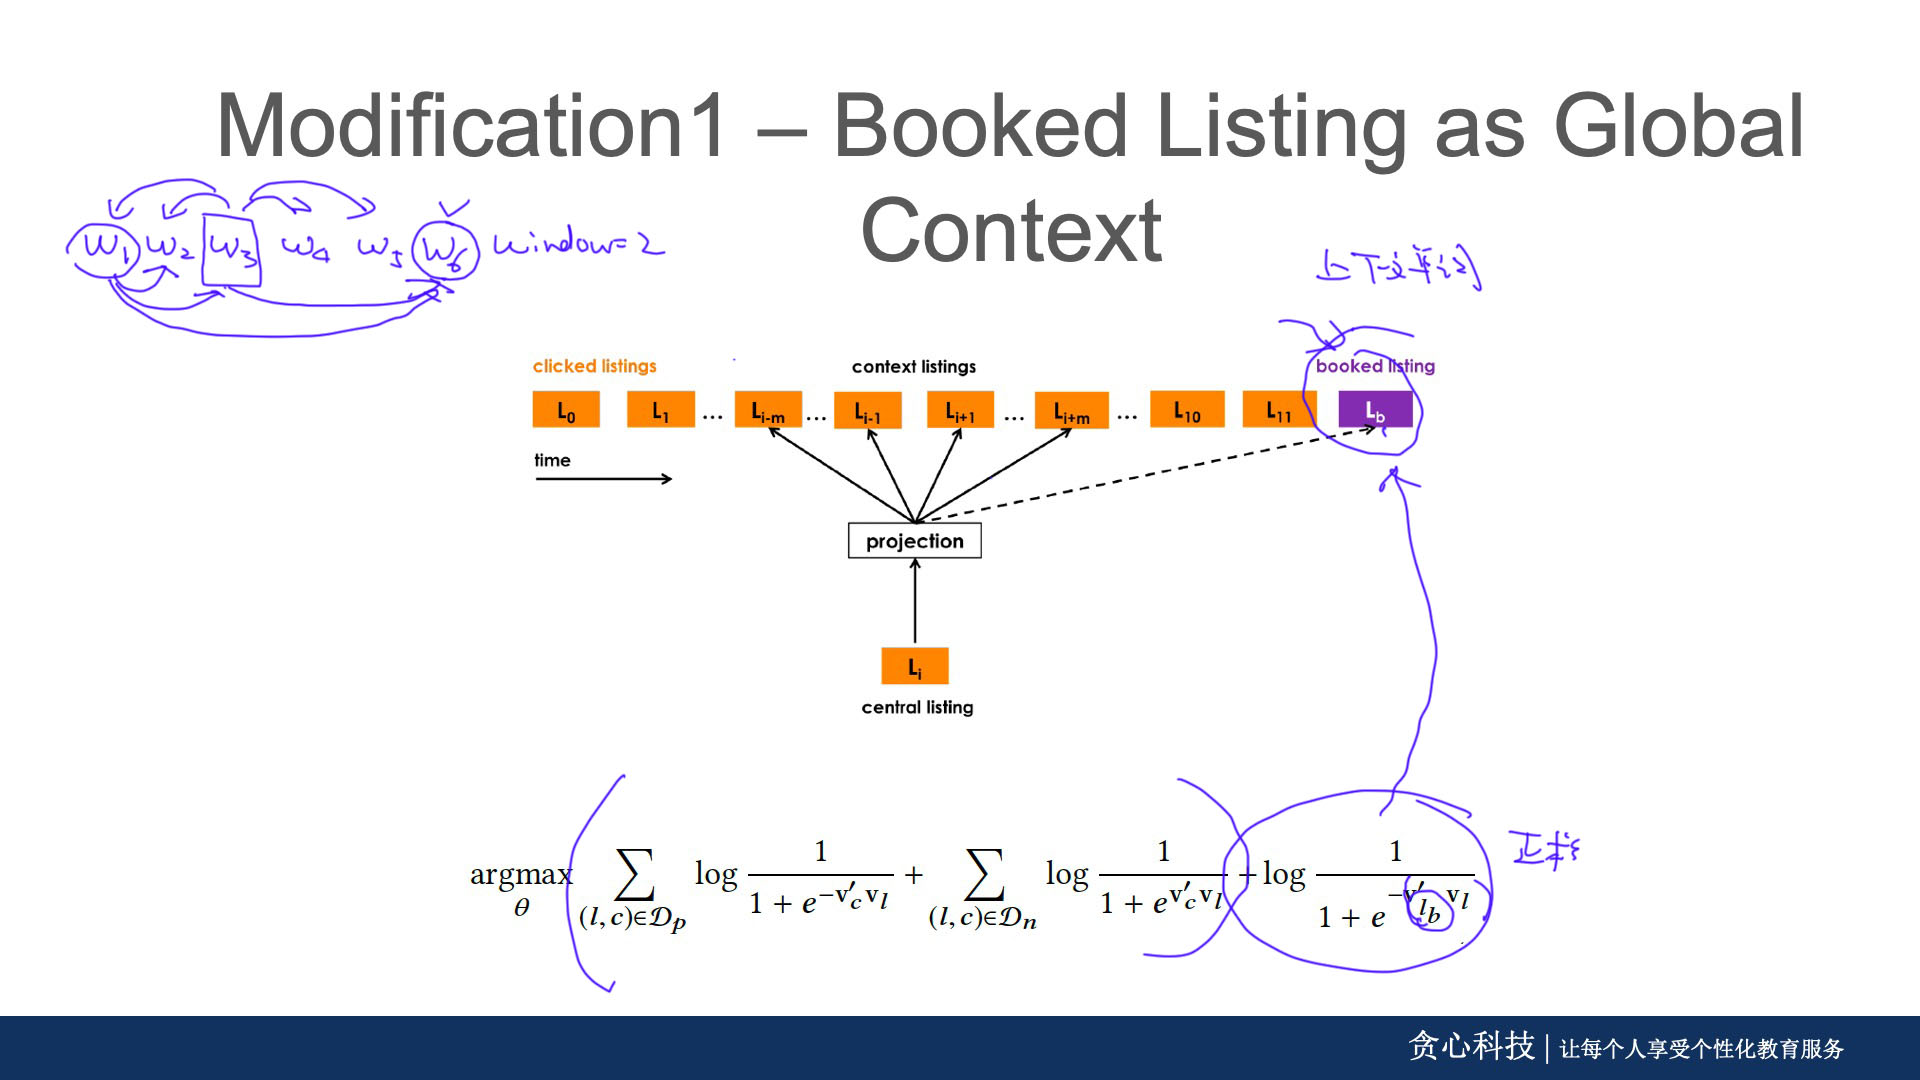 Modification1 – Booked Listing as Global
Context
w1 w2 w3 w4 w5 w6 window=2
上下文单词
clicked listings context listings booked listing
L0 L1 ... Li-m ... Li-1 Li+1 ... Li+m ... L10 L11 Lb
time
projection
Li
central listing
argmax θ ∑ (l, c)∈𝒟p log 1 / (1 + e^(−v′c vl)) + ∑ (l, c)∈𝒟n log 1 / (1 + e^(v′c vl)) + log 1 / (1 + e^(−v′lb vl))
贪心科技 | 让每个人享受个性化教育服务